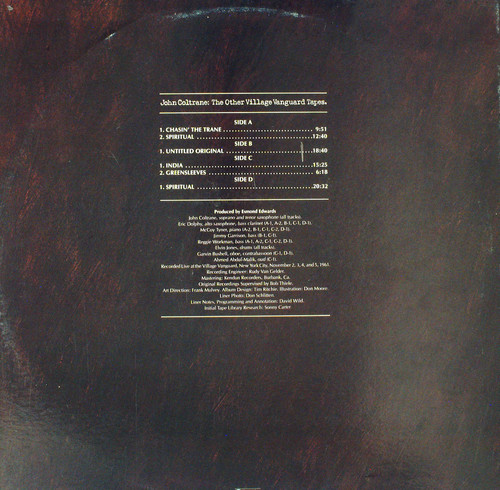 John Coltrane: The Other Village Vanguard Tapes.
SIDE A
1. CHASIN' THE TRANE ........................... 9:51
2. SPIRITUAL ........................................ 12:40
SIDE B
1. UNTITLED ORIGINAL ........................ 18:40
SIDE C
1. INDIA ............................................... 15:25
2. GREENSLEEVES ................................ 6:18
SIDE D
1. SPIRITUAL ........................................ 20:32
Produced by Esmond Edwards
John Coltrane, soprano and tenor saxophone (all tracks).
Eric Dolphy, alto saxophone, bass clarinet (A-1, A-2, B-1, C-1, D-1).
McCoy Tyner, piano (A-2, B-1, C-1, C-2, D-1).
Jimmy Garrison, bass (B-1, C-1).
Reggie Workman, bass (A-1, A-2, C-1, C-2, D-1).
Elvin Jones, drums (all tracks).
Garvin Bushell, oboe, contrabassoon (C-1, D-1).
Ahmed Abdul-Malik, oud (C-1).
Recorded Live at the Village Vanguard, New York City, November 2, 3, 4, and 5, 1961.
Recording Engineer: Rudy Van Gelder.
Mastering: Kendun Recorders, Burbank, Ca.
Original Recordings Supervised by Bob Thiele.
Art Direction: Frank Mulvey. Album Design: Tim Ritchie. Illustration: Don Moore.
Liner Photo: Don Schlitten.
Liner Notes, Programming and Annotation: David Wild.
Initial Tape Library Research: Sonny Carter